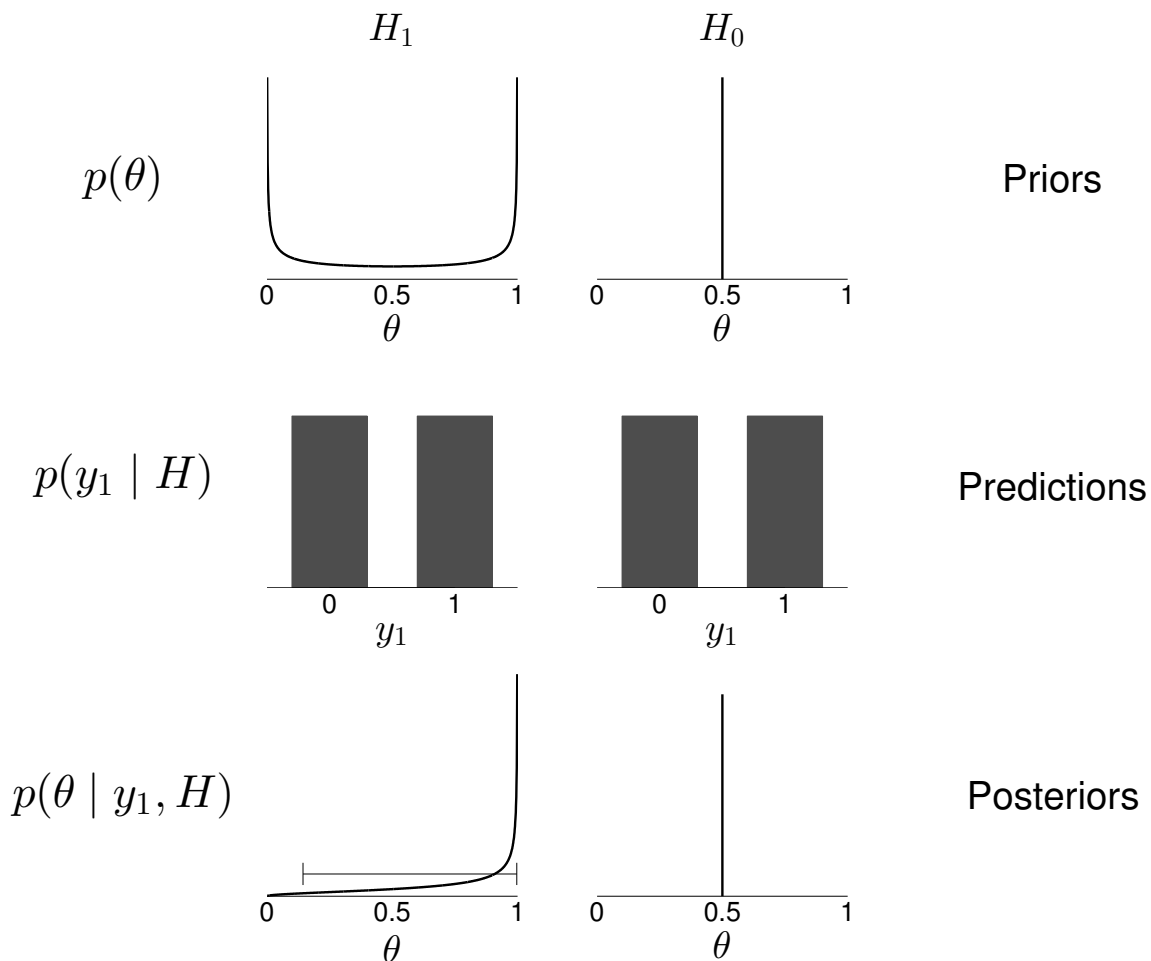 H₁ H₀
p(θ) Priors
0 0.5 1 0 0.5 1
θ θ
p(y₁ | H) Predictions
0 1 0 1
y₁ y₁
p(θ | y₁, H) Posteriors
0 0.5 1 0 0.5 1
θ θ